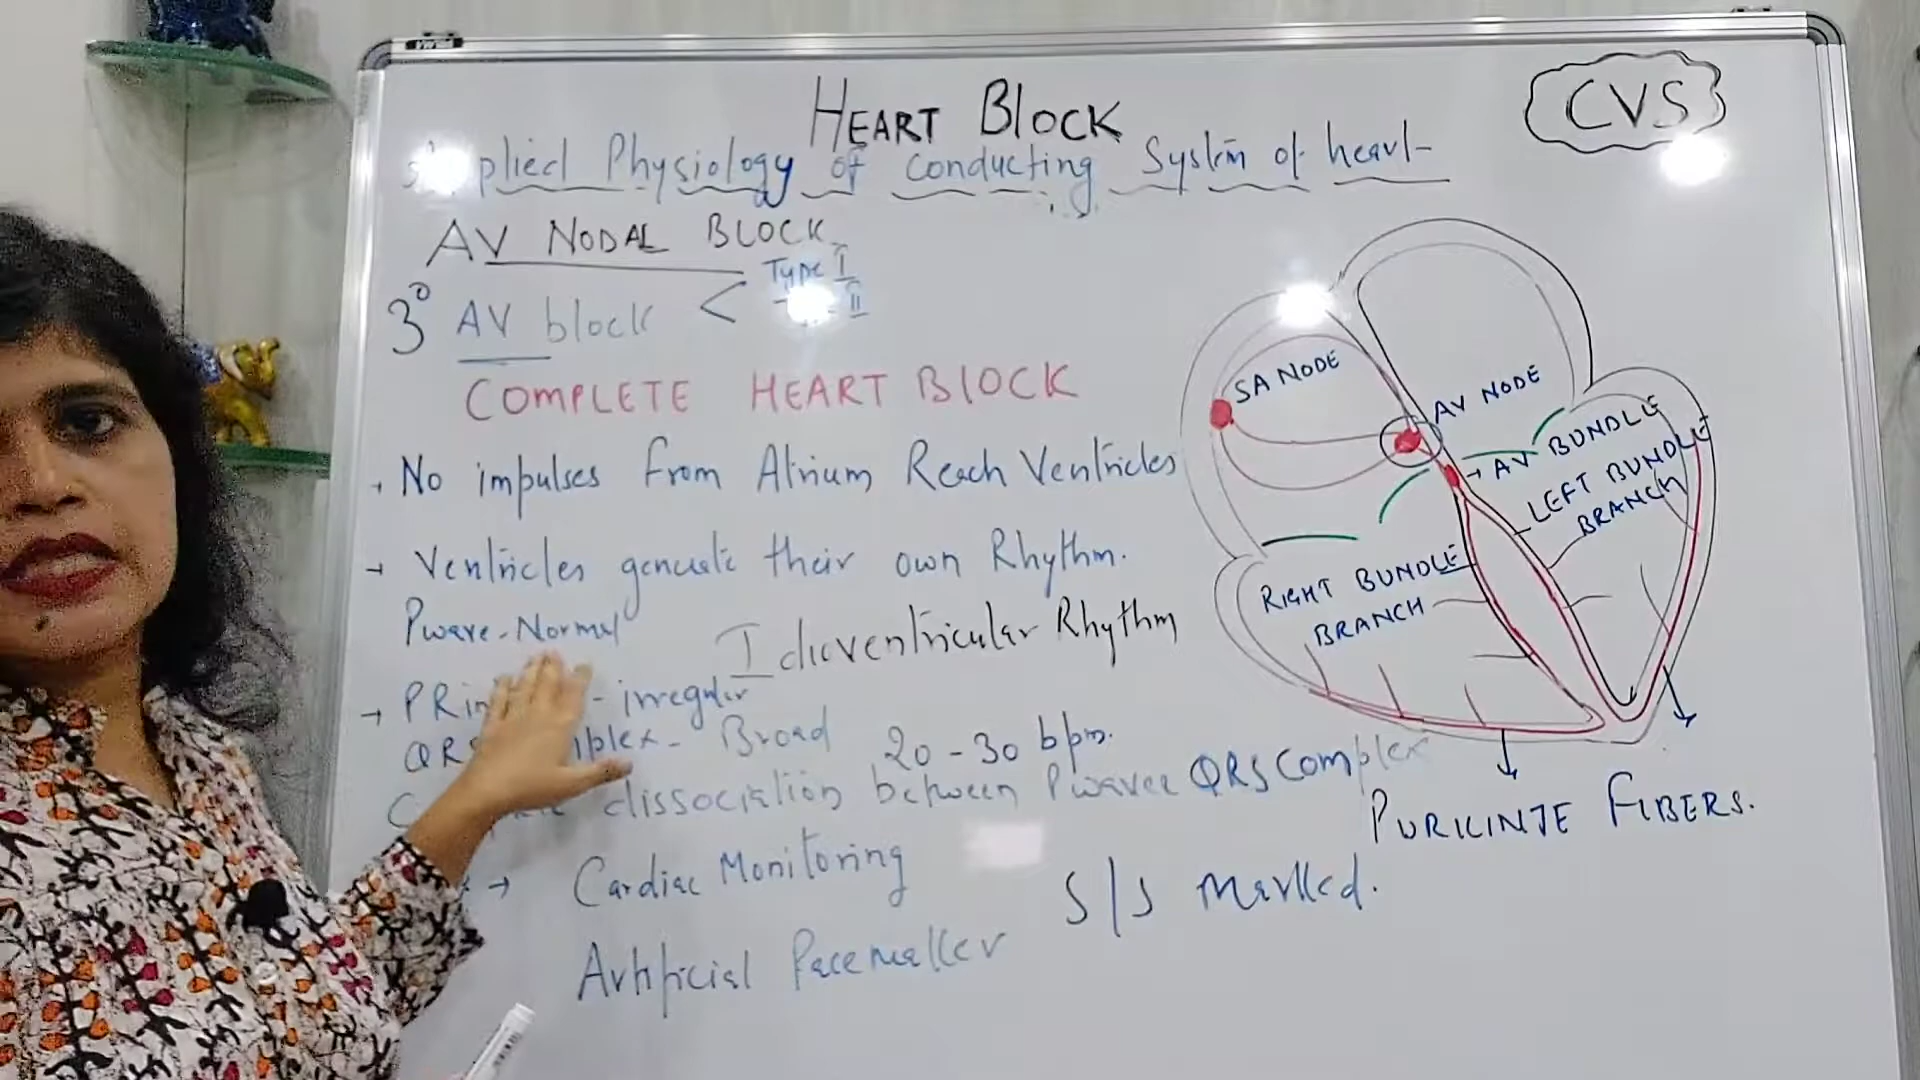 HEART BLOCK
CVS
Applied Physiology of Conducting System of heart
AV NODAL BLOCK
Type I
II
3° AV block <
COMPLETE HEART BLOCK
→ No impulses from Atrium Reach Ventricles
→ Ventricles generate their own Rhythm.
Pwave - Normal
Idioventricular Rhythm
→ PR - irregular
QRS - Broad 20 - 30 bpm.
dissociation between Pwave QRS Complex
→ Cardiac Monitoring
S/S Marked.
Artificial Pacemaker
SA NODE
AV NODE
→ AV BUNDLE
LEFT BUNDLE
BRANCH
RIGHT BUNDLE
BRANCH
PURKINJE FIBERS.